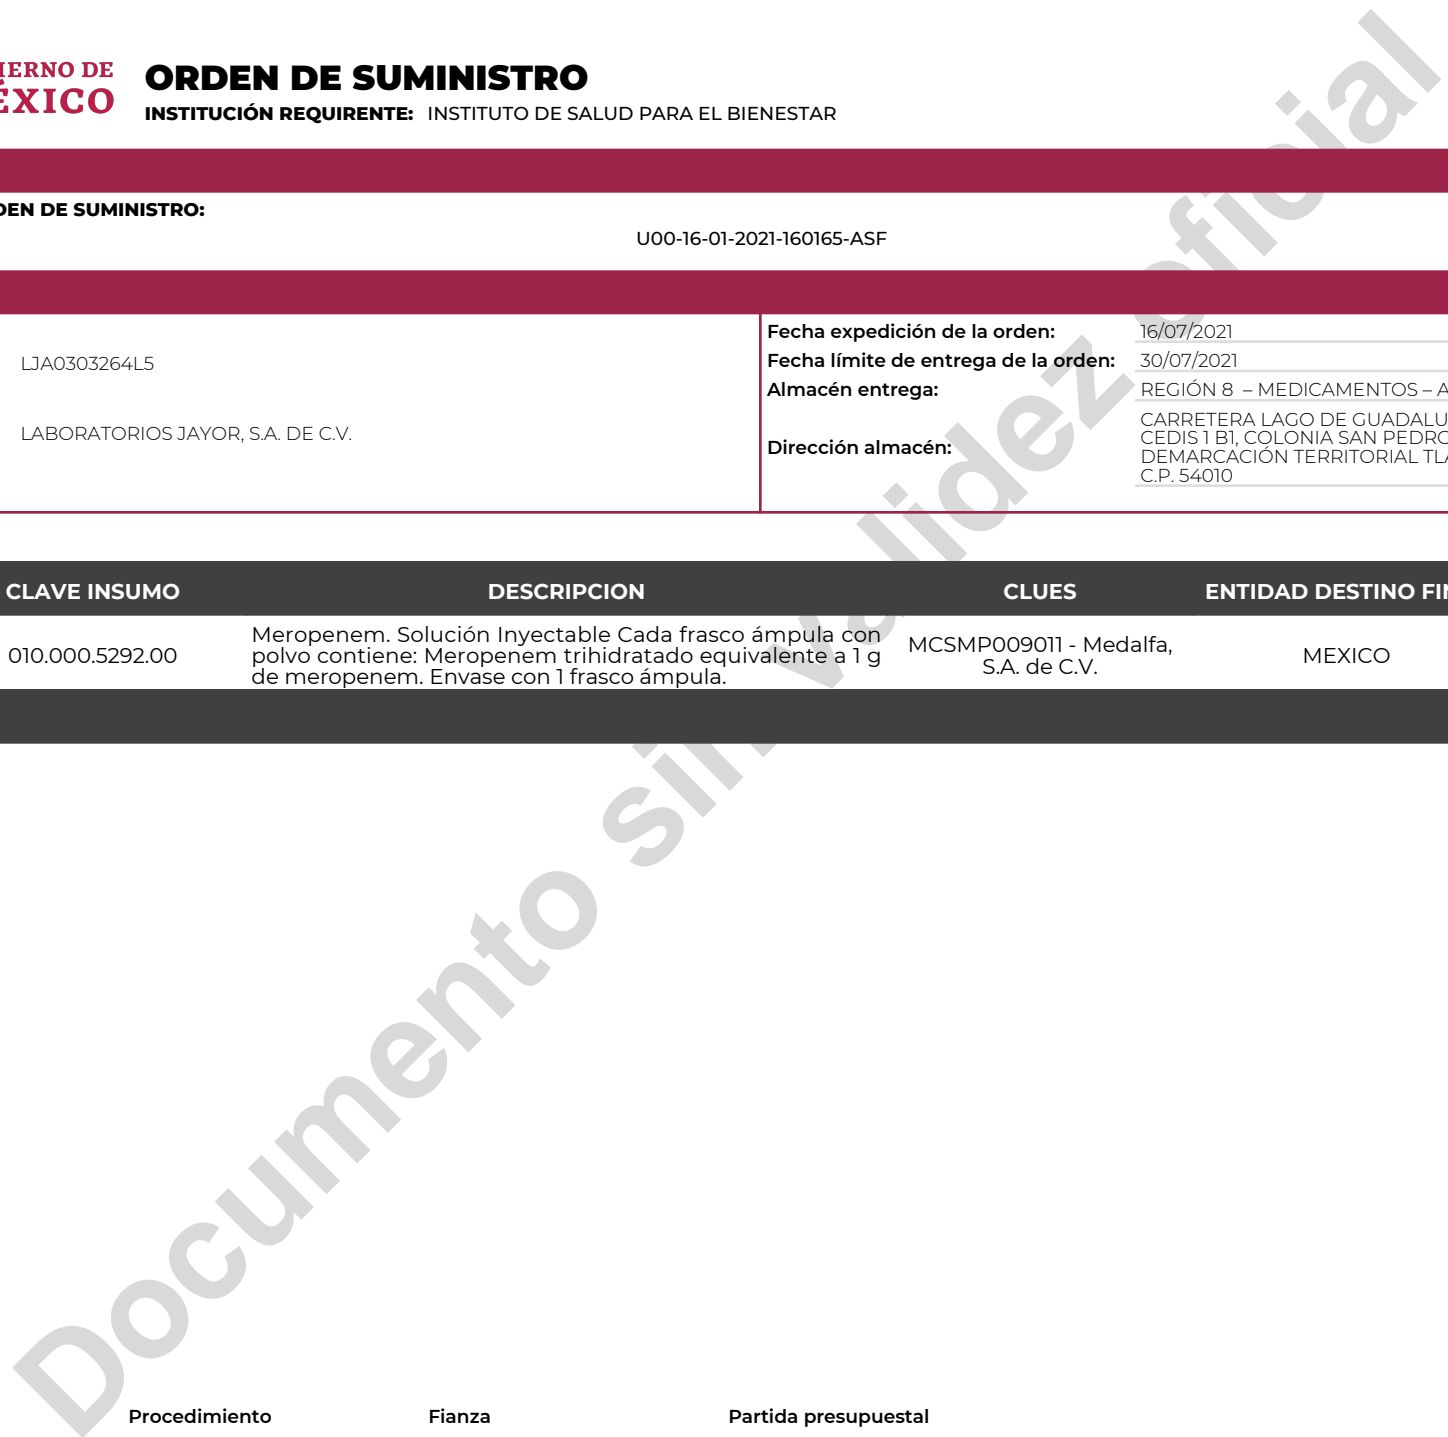 IERNO DE
ÉXICO
ORDEN DE SUMINISTRO
INSTITUCIÓN REQUIRENTE: INSTITUTO DE SALUD PARA EL BIENESTAR
DEN DE SUMINISTRO:
U00-16-01-2021-160165-ASF
LJA0303264L5
LABORATORIOS JAYOR, S.A. DE C.V.
Fecha expedición de la orden: 16/07/2021
Fecha límite de entrega de la orden: 30/07/2021
Almacén entrega: REGIÓN 8 – MEDICAMENTOS – A
Dirección almacén:
CARRETERA LAGO DE GUADALU
CEDIS 1 B1, COLONIA SAN PEDRO
DEMARCACIÓN TERRITORIAL TLA
C.P. 54010
CLAVE INSUMO DESCRIPCION CLUES ENTIDAD DESTINO FIN
010.000.5292.00
Meropenem. Solución Inyectable Cada frasco ámpula con
polvo contiene: Meropenem trihidratado equivalente a 1 g
de meropenem. Envase con 1 frasco ámpula.
MCSMP009011 - Medalfa,
S.A. de C.V.
MEXICO
Documento sin validez oficial
Procedimiento Fianza Partida presupuestal